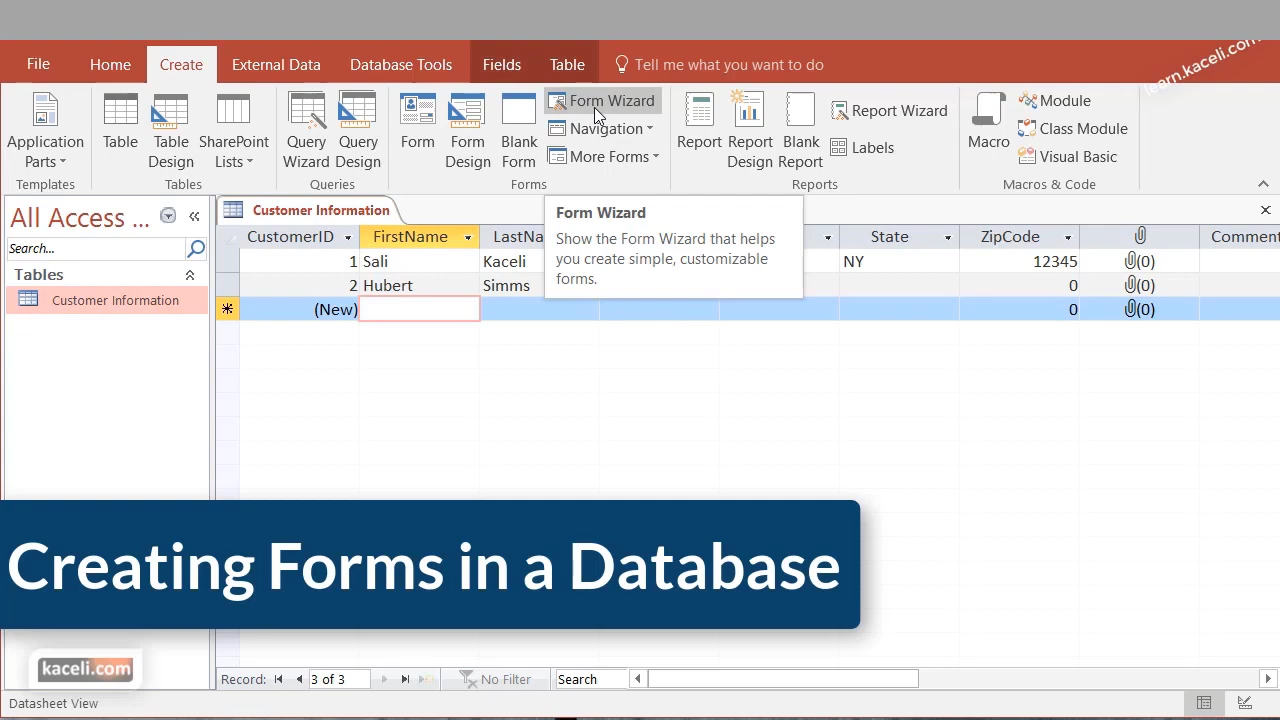 learn.kaceli.com
File Home Create External Data Database Tools Fields Table Tell me what you want to do
Application Parts
Templates
Table
Table Design
SharePoint Lists
Tables
Query Wizard
Query Design
Queries
Form
Form Design
Blank Form
Form Wizard
Navigation
More Forms
Forms
Report
Report Design
Blank Report
Report Wizard
Labels
Reports
Macro
Module
Class Module
Visual Basic
Macros & Code
All Access ...
Search...
Tables
Customer Information
Customer Information
CustomerID FirstName LastNa State ZipCode Comment
1 Sali Kaceli NY 12345 (0)
2 Hubert Simms 0 (0)
(New) 0 (0)
Form Wizard
Show the Form Wizard that helps
you create simple, customizable
forms.
Creating Forms in a Database
kaceli.com
Record: 3 of 3 No Filter Search
Datasheet View